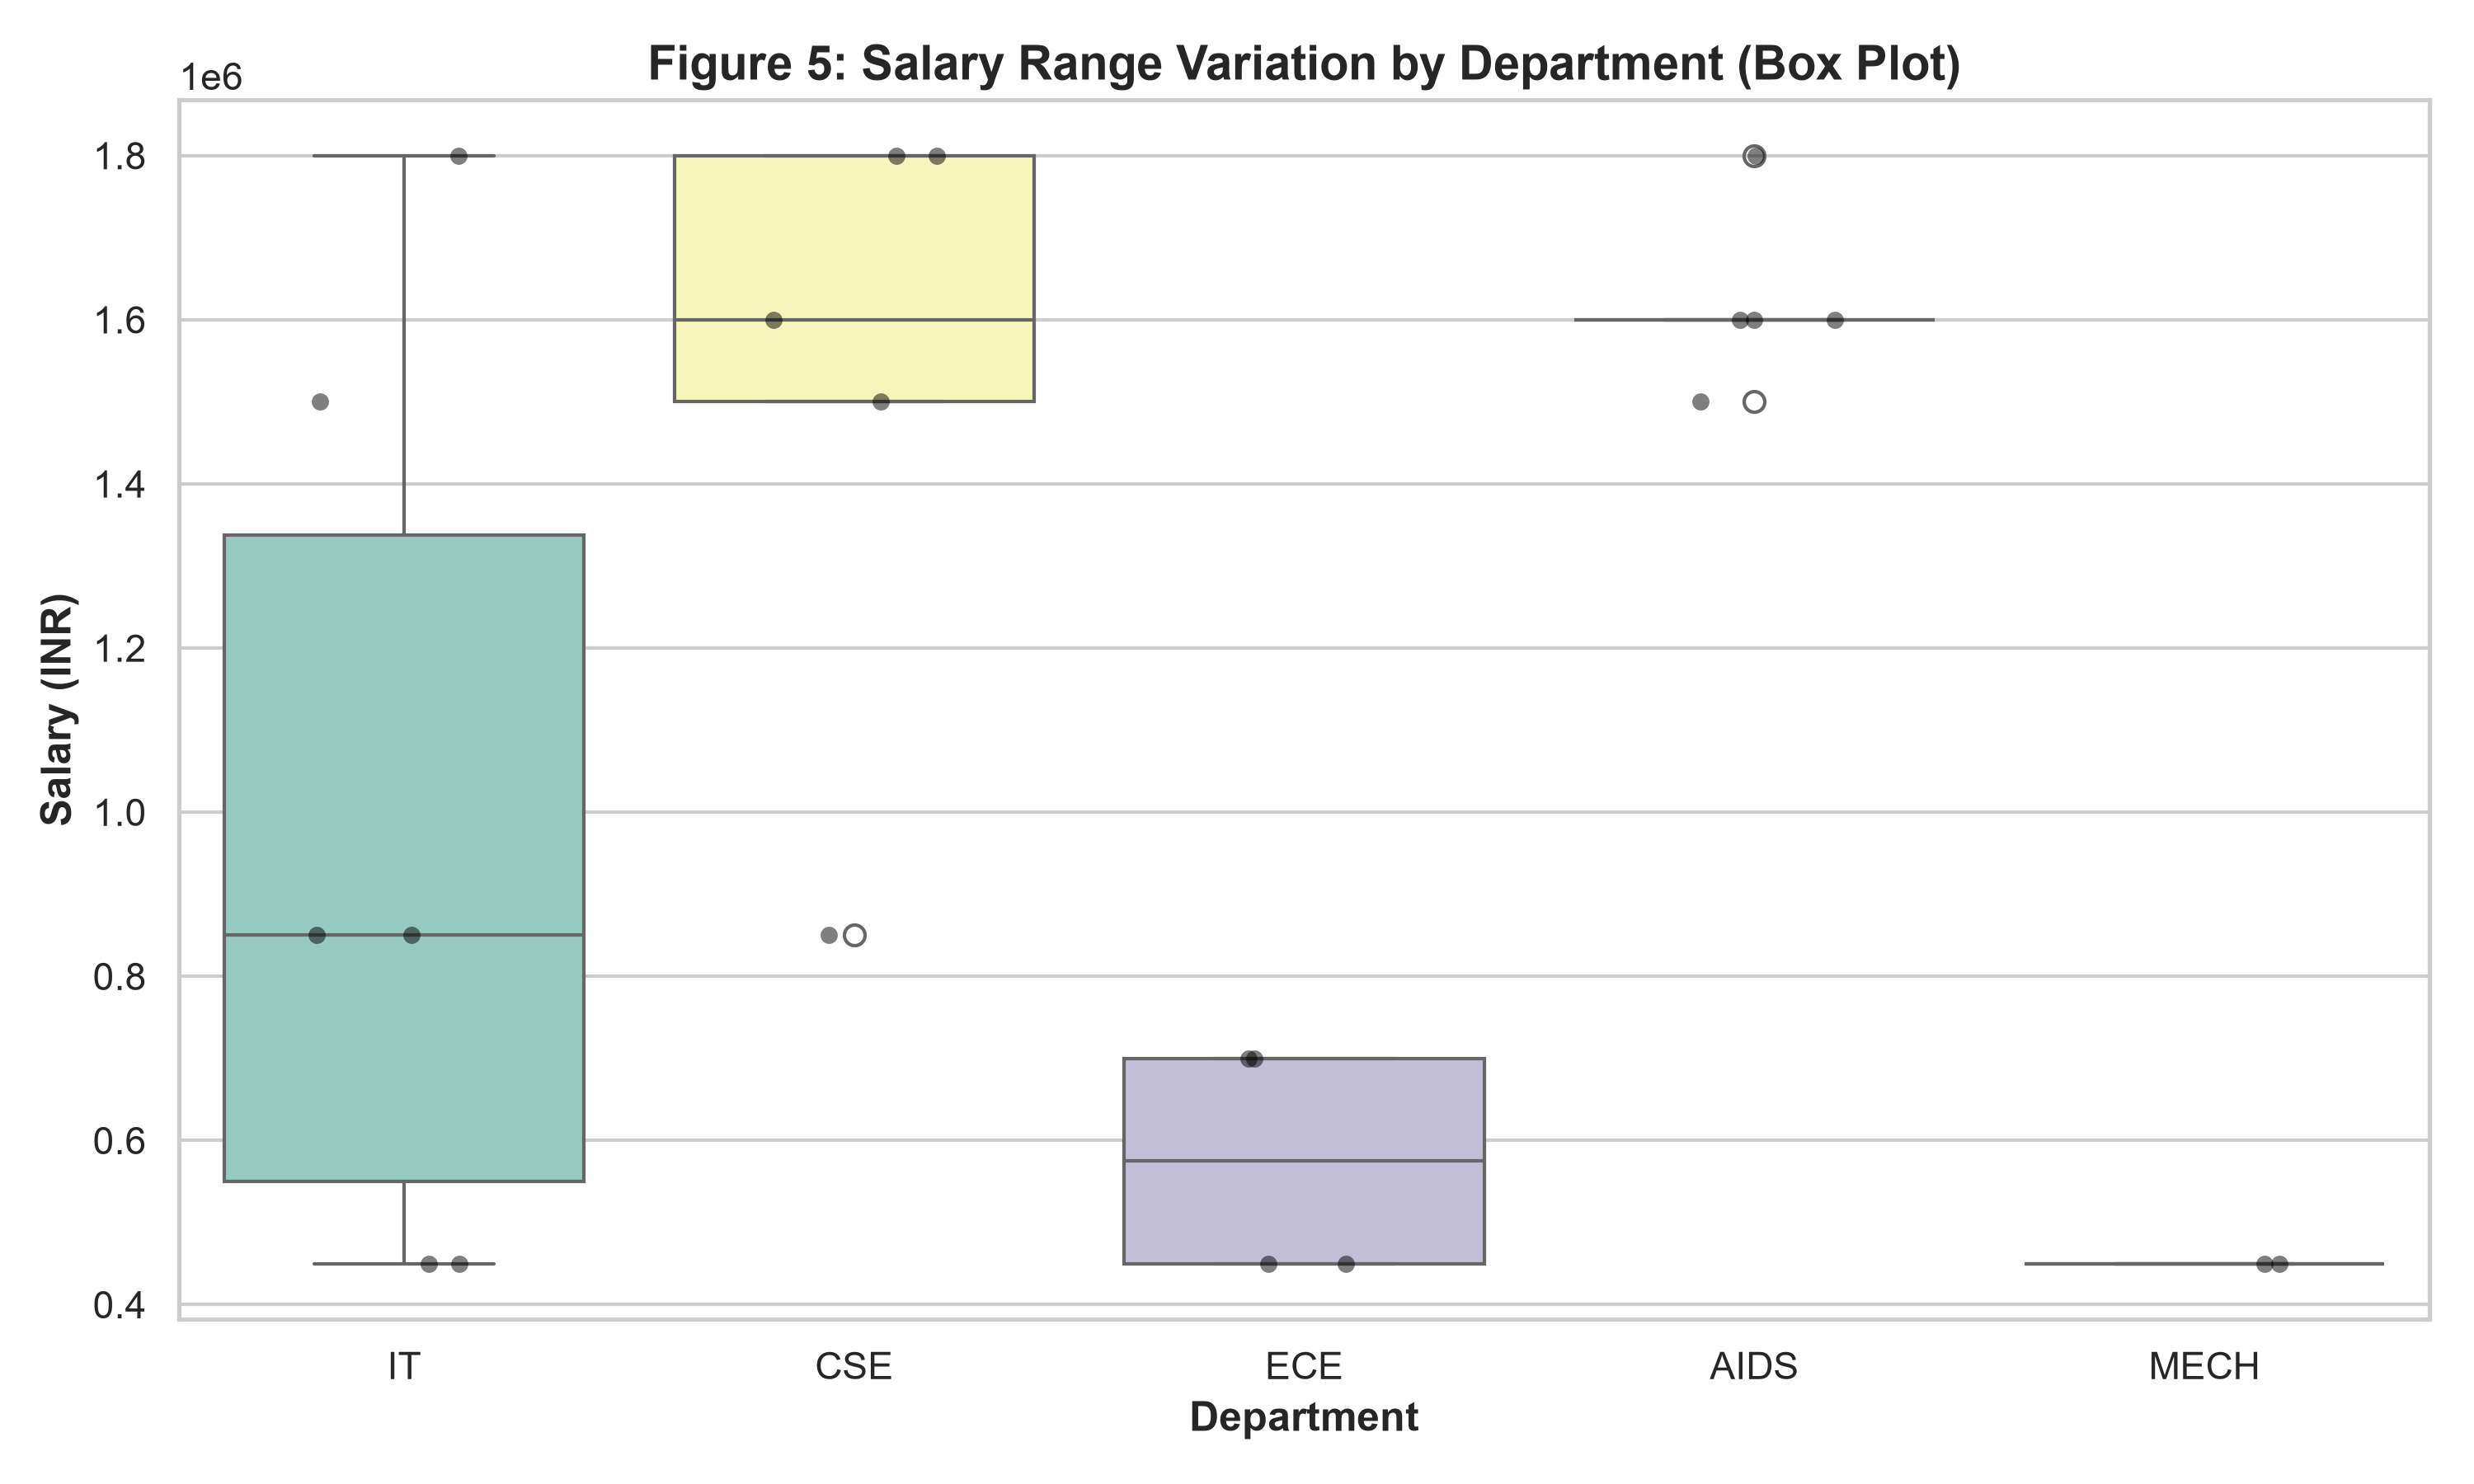 Figure 5: Salary Range Variation by Department (Box Plot)
1e6
1.8
1.6
1.4
1.2
1.0
0.8
0.6
0.4
Salary (INR)
IT CSE ECE AIDS MECH
Department